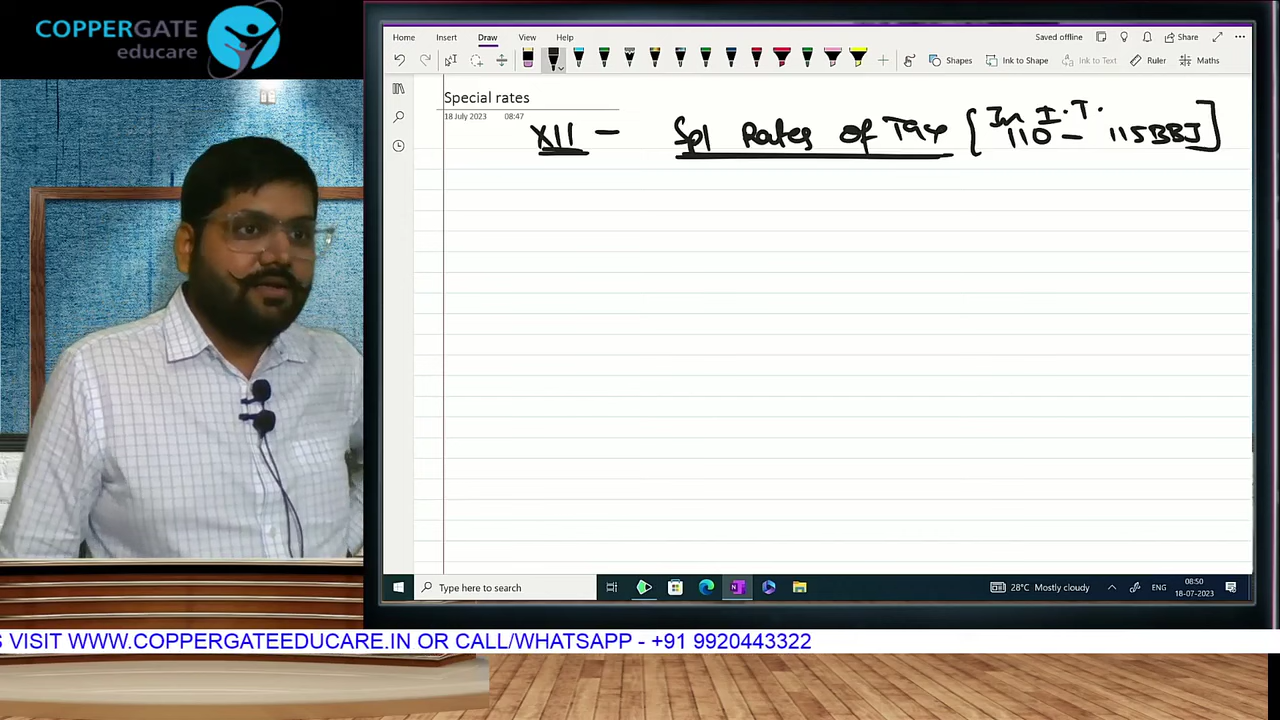 COPPERGATE
educare
Home Insert Draw View Help
Saved offline
Share
Shapes
Ink to Shape
Ink to Text
Ruler
Maths
Special rates
18 July 2023 08:47
XII - Spl Rates of Tax [In I.T. 110 - 115BBJ]
Type here to search
28°C Mostly cloudy
ENG
08:50
18-07-2023
S VISIT WWW.COPPERGATEEDUCARE.IN OR CALL/WHATSAPP - +91 9920443322